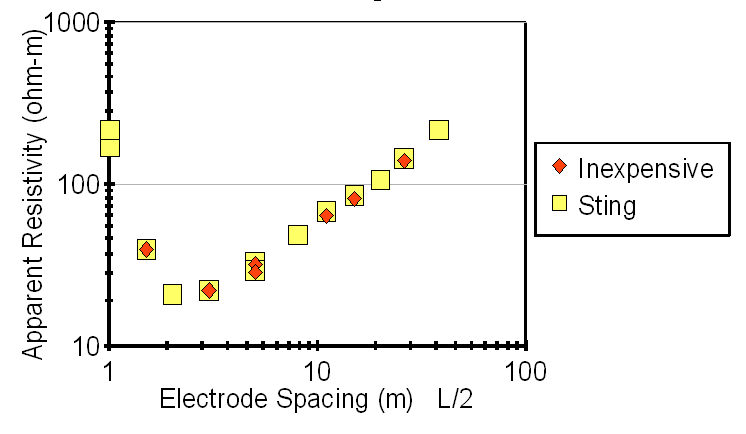 1000
100
10
Apparent Resistivity (ohm-m)
1
10
100
Electrode Spacing (m) L/2
Inexpensive
Sting